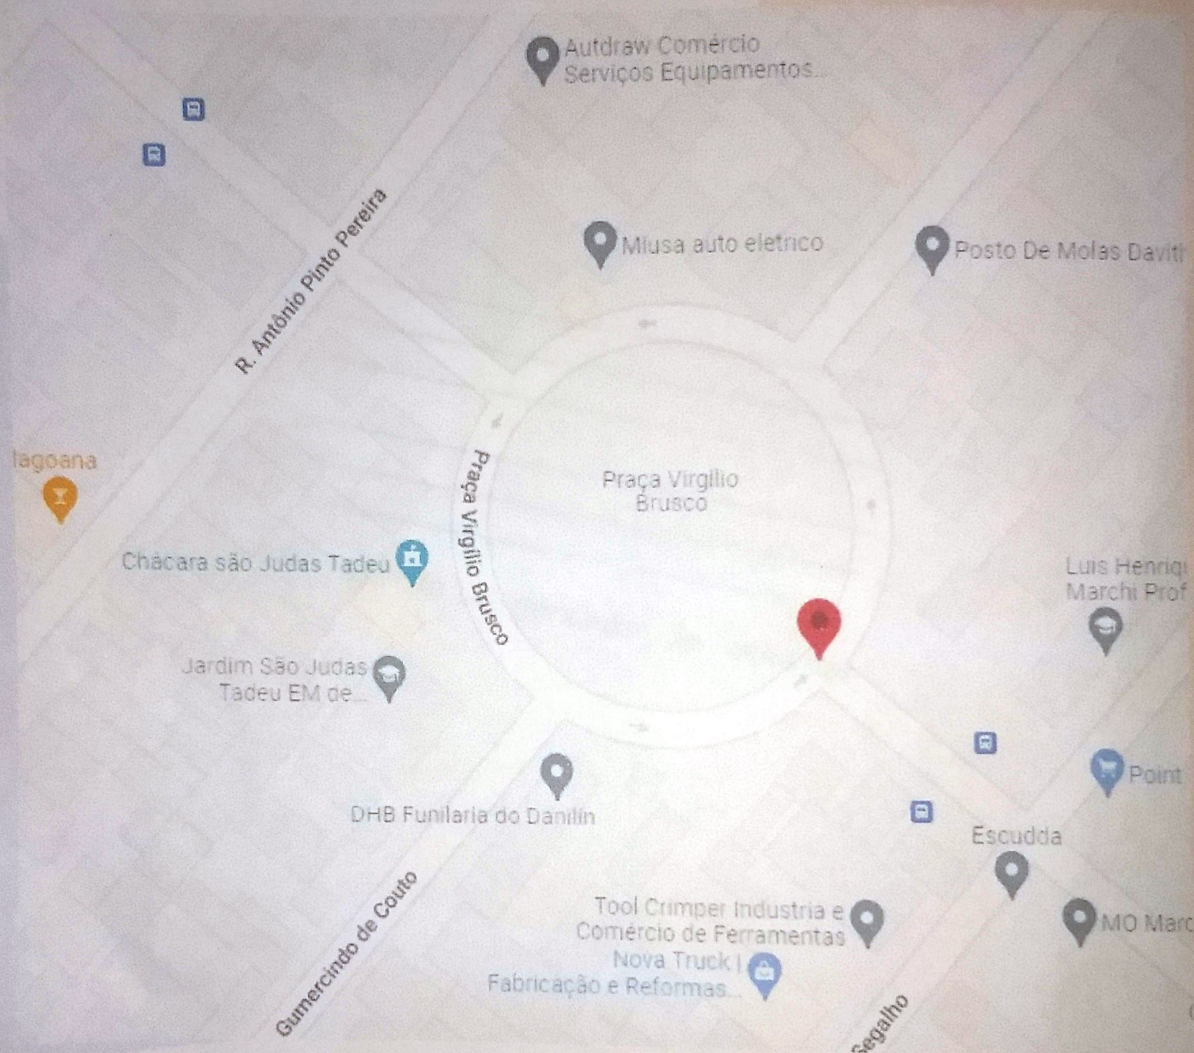 Autdraw Comércio
Serviços Equipamentos...
R. Antônio Pinto Pereira
Miusa auto eletrico
Posto De Molas Davith
lagoana
Praça Virgílio
Brusco
Praça Virgílio Brusco
Chácara são Judas Tadeu
Luis Henriq
Marchi Prof
Jardim São Judas
Tadeu EM de...
Point
DHB Funilaria do Danilin
Escudda
Gumercindo de Couto
Tool Crimper Industria e
Comércio de Ferramentas
MO Marc
Nova Truck |
Fabricação e Reformas...
Segalho